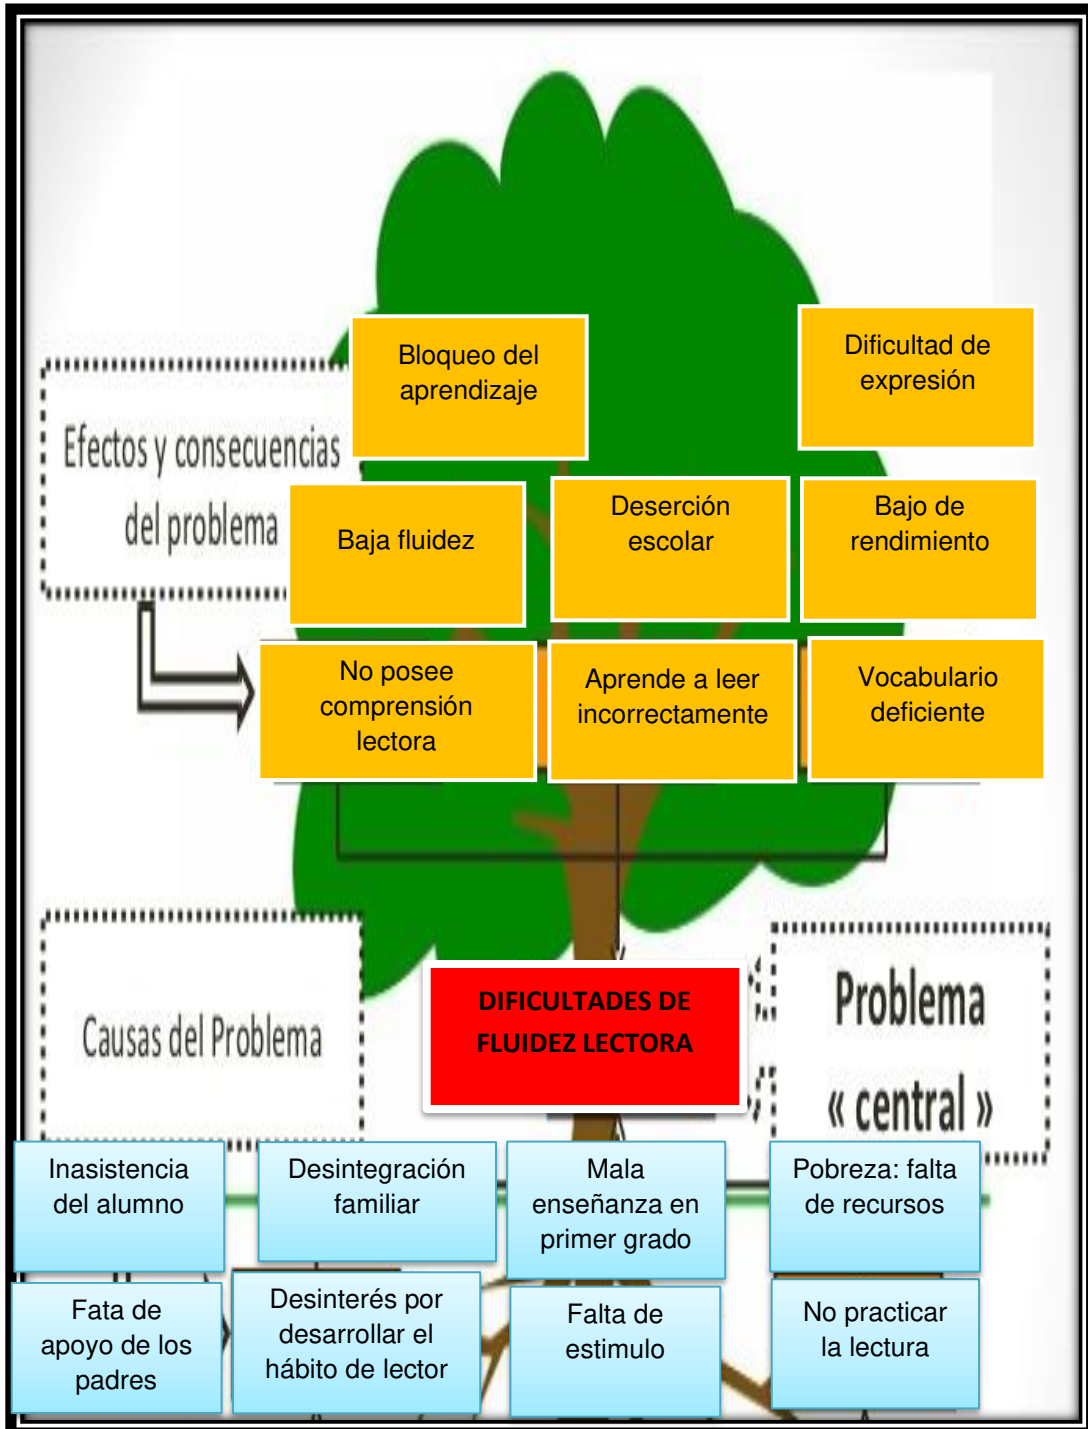 Bloqueo del
aprendizaje
Dificultad de
expresión
Efectos y consecuencias
del problema
Baja fluidez
Deserción
escolar
Bajo de
rendimiento
No posee
comprensión
lectora
Aprende a leer
incorrectamente
Vocabulario
deficiente
Causas del Problema
DIFICULTADES DE
FLUIDEZ LECTORA
Problema
« central »
Inasistencia
del alumno
Desintegración
familiar
Mala
enseñanza en
primer grado
Pobreza: falta
de recursos
Fata de
apoyo de los
padres
Desinterés por
desarrollar el
hábito de lector
Falta de
estimulo
No practicar
la lectura